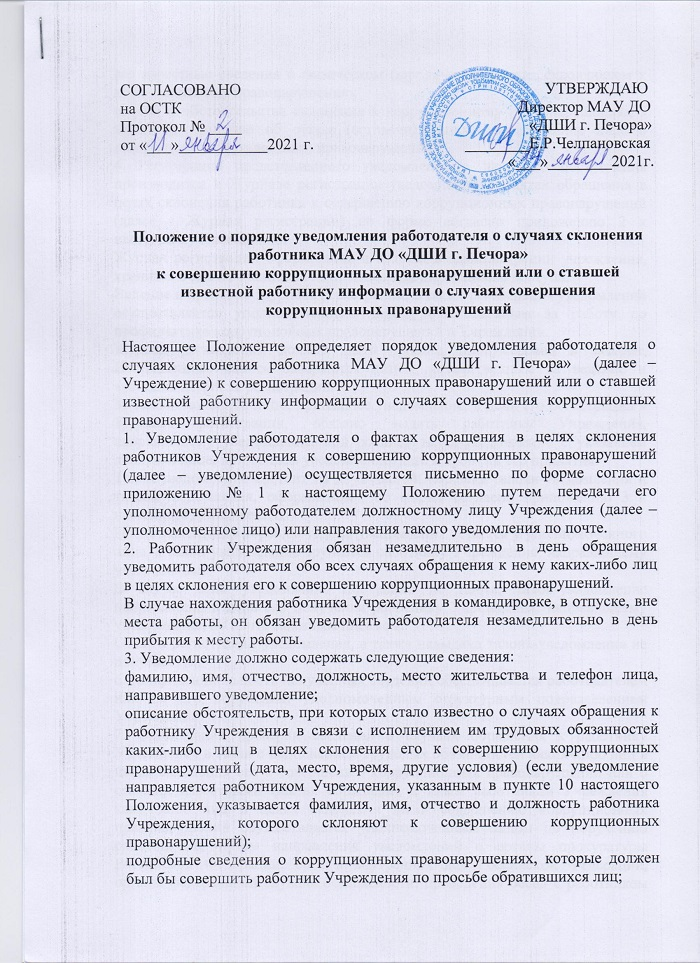 СОГЛАСОВАНО
на ОСТК
Протокол № 2
от «11» января 2021 г.
УТВЕРЖДАЮ
Директор МАУ ДО
«ДШИ г. Печора»
Е.Р.Челпановская
« » января 2021г.
Положение о порядке уведомления работодателя о случаях склонения
работника МАУ ДО «ДШИ г. Печора»
к совершению коррупционных правонарушений или о ставшей
известной работнику информации о случаях совершения
коррупционных правонарушений
Настоящее Положение определяет порядок уведомления работодателя о
случаях склонения работника МАУ ДО «ДШИ г. Печора» (далее –
Учреждение) к совершению коррупционных правонарушений или о ставшей
известной работнику информации о случаях совершения коррупционных
правонарушений.
1. Уведомление работодателя о фактах обращения в целях склонения
работников Учреждения к совершению коррупционных правонарушений
(далее – уведомление) осуществляется письменно по форме согласно
приложению № 1 к настоящему Положению путем передачи его
уполномоченному работодателем должностному лицу Учреждения (далее –
уполномоченное лицо) или направления такого уведомления по почте.
2. Работник Учреждения обязан незамедлительно в день обращения
уведомить работодателя обо всех случаях обращения к нему каких-либо лиц
в целях склонения его к совершению коррупционных правонарушений.
В случае нахождения работника Учреждения в командировке, в отпуске, вне
места работы, он обязан уведомить работодателя незамедлительно в день
прибытия к месту работы.
3. Уведомление должно содержать следующие сведения:
фамилию, имя, отчество, должность, место жительства и телефон лица,
направившего уведомление;
описание обстоятельств, при которых стало известно о случаях обращения к
работнику Учреждения в связи с исполнением им трудовых обязанностей
каких-либо лиц в целях склонения его к совершению коррупционных
правонарушений (дата, место, время, другие условия) (если уведомление
направляется работником Учреждения, указанным в пункте 10 настоящего
Положения, указывается фамилия, имя, отчество и должность работника
Учреждения, которого склоняют к совершению коррупционных
правонарушений);
подробные сведения о коррупционных правонарушениях, которые должен
был бы совершить работник Учреждения по просьбе обратившихся лиц;